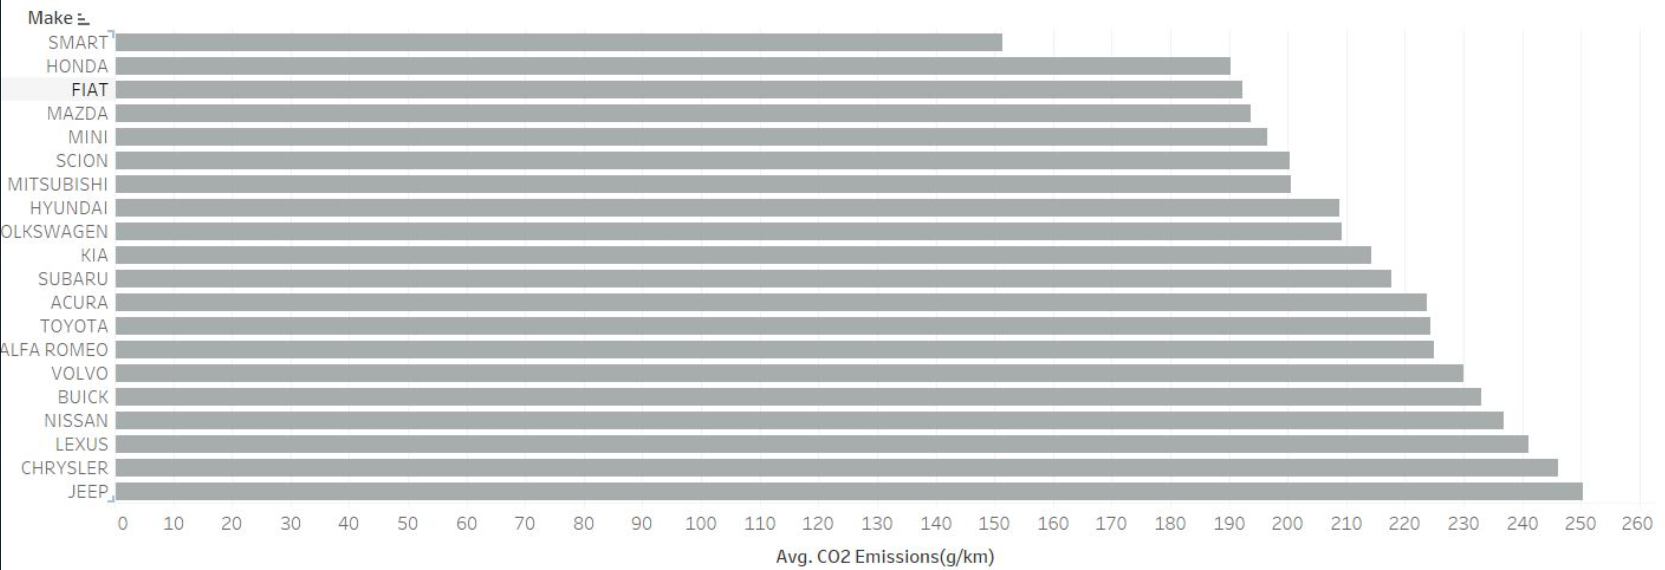 Make
SMART
HONDA
FIAT
MAZDA
MINI
SCION
MITSUBISHI
HYUNDAI
OLKSWAGEN
KIA
SUBARU
ACURA
TOYOTA
ALFA ROMEO
VOLVO
BUICK
NISSAN
LEXUS
CHRYSLER
JEEP
0 10 20 30 40 50 60 70 80 90 100 110 120 130 140 150 160 170 180 190 200 210 220 230 240 250 260
Avg. CO2 Emissions(g/km)